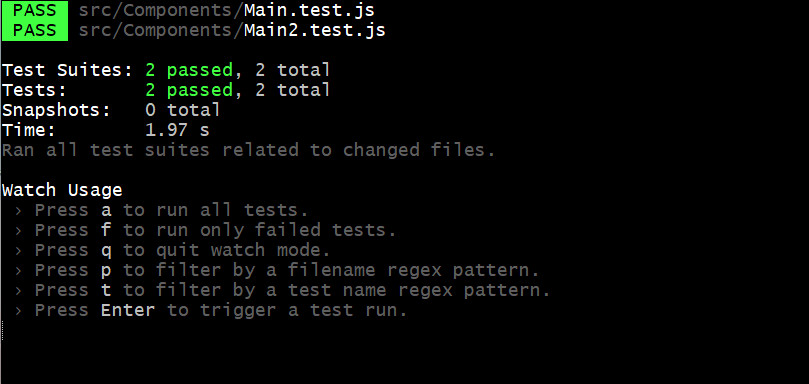 PASS src/Components/Main.test.js
PASS src/Components/Main2.test.js
Test Suites: 2 passed, 2 total
Tests: 2 passed, 2 total
Snapshots: 0 total
Time: 1.97 s
Ran all test suites related to changed files.
Watch Usage
› Press a to run all tests.
› Press f to run only failed tests.
› Press q to quit watch mode.
› Press p to filter by a filename regex pattern.
› Press t to filter by a test name regex pattern.
› Press Enter to trigger a test run.